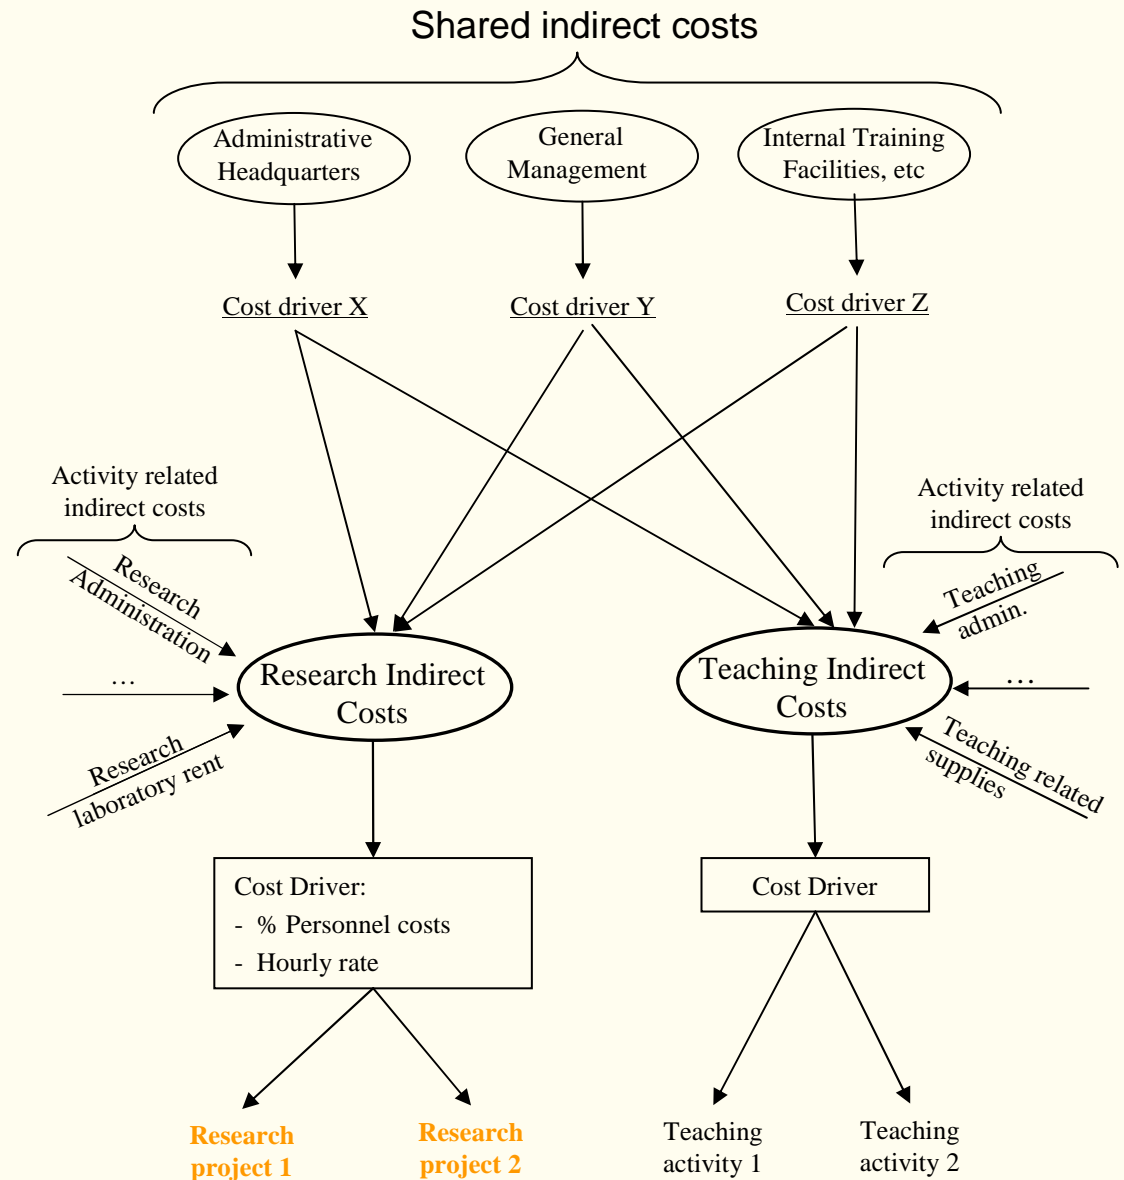 Shared indirect costs
Administrative
Headquarters
General
Management
Internal Training
Facilities, etc
Cost driver X
Cost driver Y
Cost driver Z
Activity related
indirect costs
Activity related
indirect costs
Research
Administration
…
Research
laboratory rent
Research Indirect
Costs
Teaching Indirect
Costs
Teaching
admin.
…
Teaching related
supplies
Cost Driver:
- % Personnel costs
- Hourly rate
Cost Driver
Research
project 1
Research
project 2
Teaching
activity 1
Teaching
activity 2